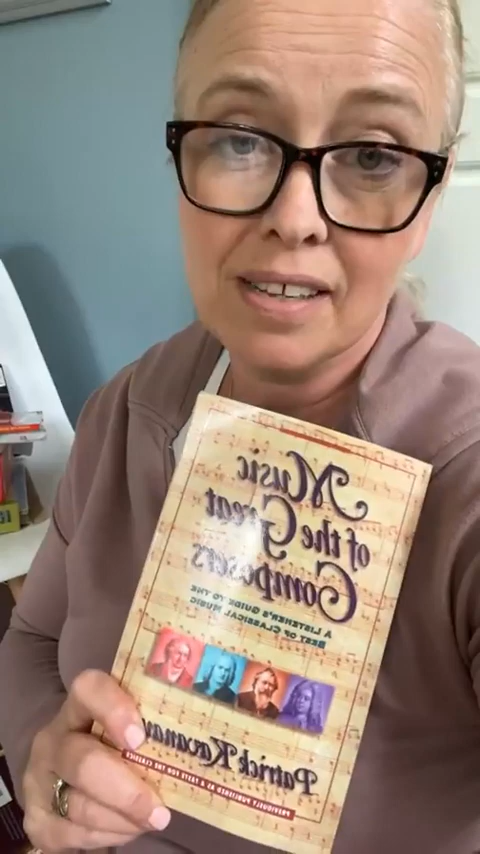 Music
of the Great
Composers
A LISTENER'S GUIDE TO THE
BEST OF CLASSICAL MUSIC
Patrick Kavanaugh
PREVIOUSLY PUBLISHED AS A TASTE FOR THE CLASSICS